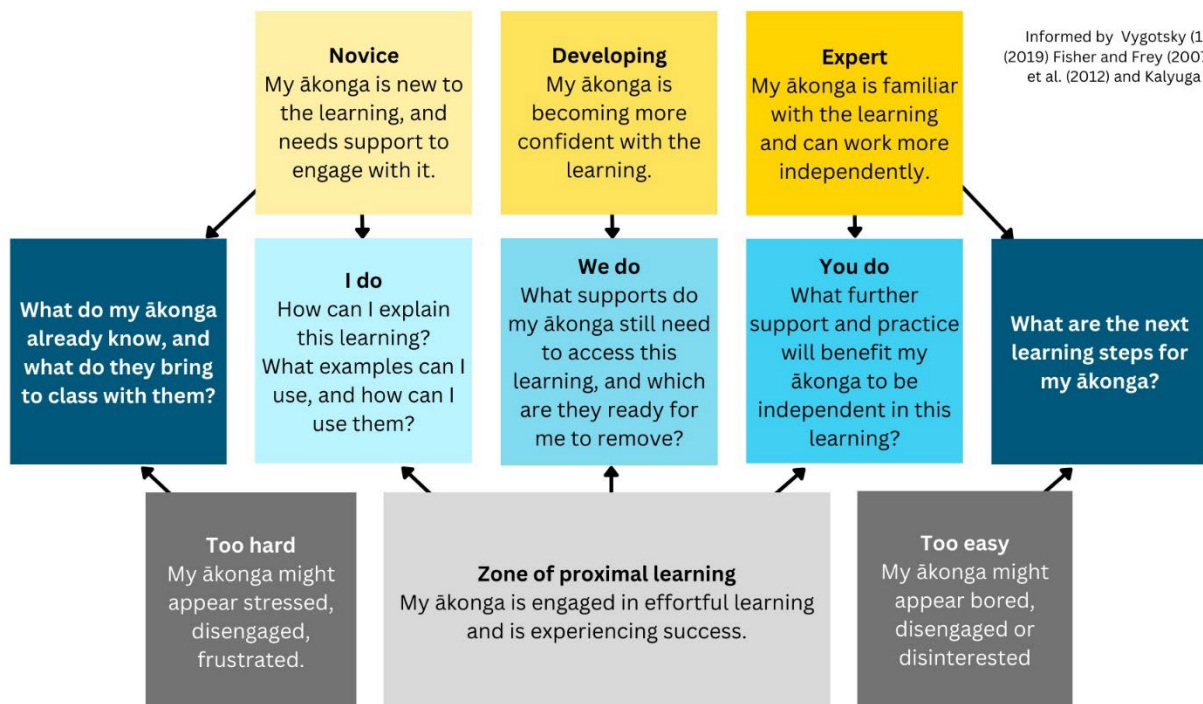 Informed by Vygotsky (1
(2019) Fisher and Frey (2007
et al. (2012) and Kalyuga
Novice
My ākonga is new to
the learning, and
needs support to
engage with it.
Developing
My ākonga is
becoming more
confident with the
learning.
Expert
My ākonga is familiar
with the learning
and can work more
independently.
What do my ākonga
already know, and
what do they bring
to class with them?
I do
How can I explain
this learning?
What examples can I
use, and how can I
use them?
We do
What supports do
my ākonga still need
to access this
learning, and which
are they ready for
me to remove?
You do
What further
support and practice
will benefit my
ākonga to be
independent in this
learning?
What are the next
learning steps for
my ākonga?
Too hard
My ākonga might
appear stressed,
disengaged,
frustrated.
Zone of proximal learning
My ākonga is engaged in effortful learning
and is experiencing success.
Too easy
My ākonga might
appear bored,
disengaged or
disinterested